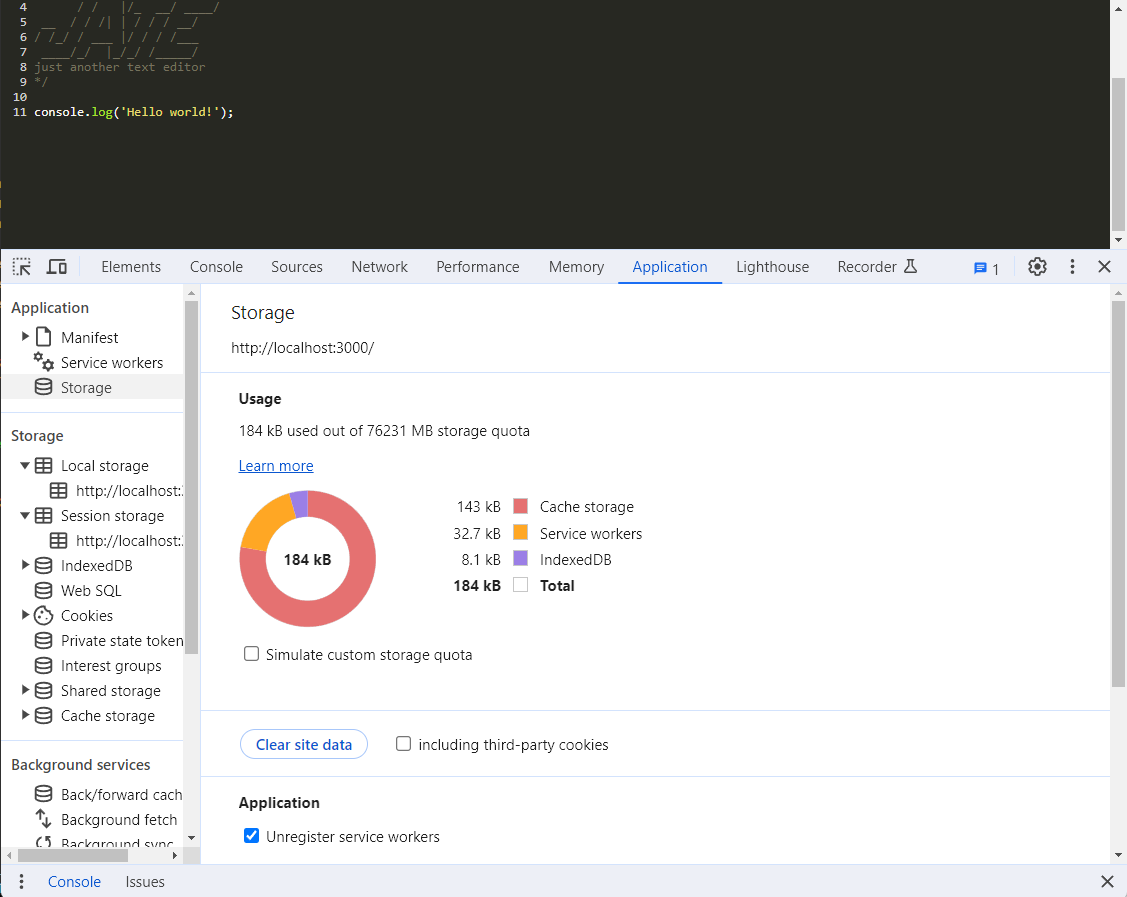 4       / /   |/_  __/ ____/
5  __  / / /| | / / / __/
6 / /_/ / ___ |/ / / /___
7  ____/_/  |_/_/ /_____/
8 just another text editor
9 */
10
11 console.log('Hello world!');
Elements Console Sources Network Performance Memory Application Lighthouse Recorder 1
Application
Manifest
Service workers
Storage
Storage
Local storage
http://localhost:
Session storage
http://localhost:
IndexedDB
Web SQL
Cookies
Private state token
Interest groups
Shared storage
Cache storage
Background services
Back/forward cach
Background fetch
Background sync
Storage
http://localhost:3000/
Usage
184 kB used out of 76231 MB storage quota
Learn more
184 kB
143 kB Cache storage
32.7 kB Service workers
8.1 kB IndexedDB
184 kB Total
Simulate custom storage quota
Clear site data including third-party cookies
Application
Unregister service workers
Console Issues